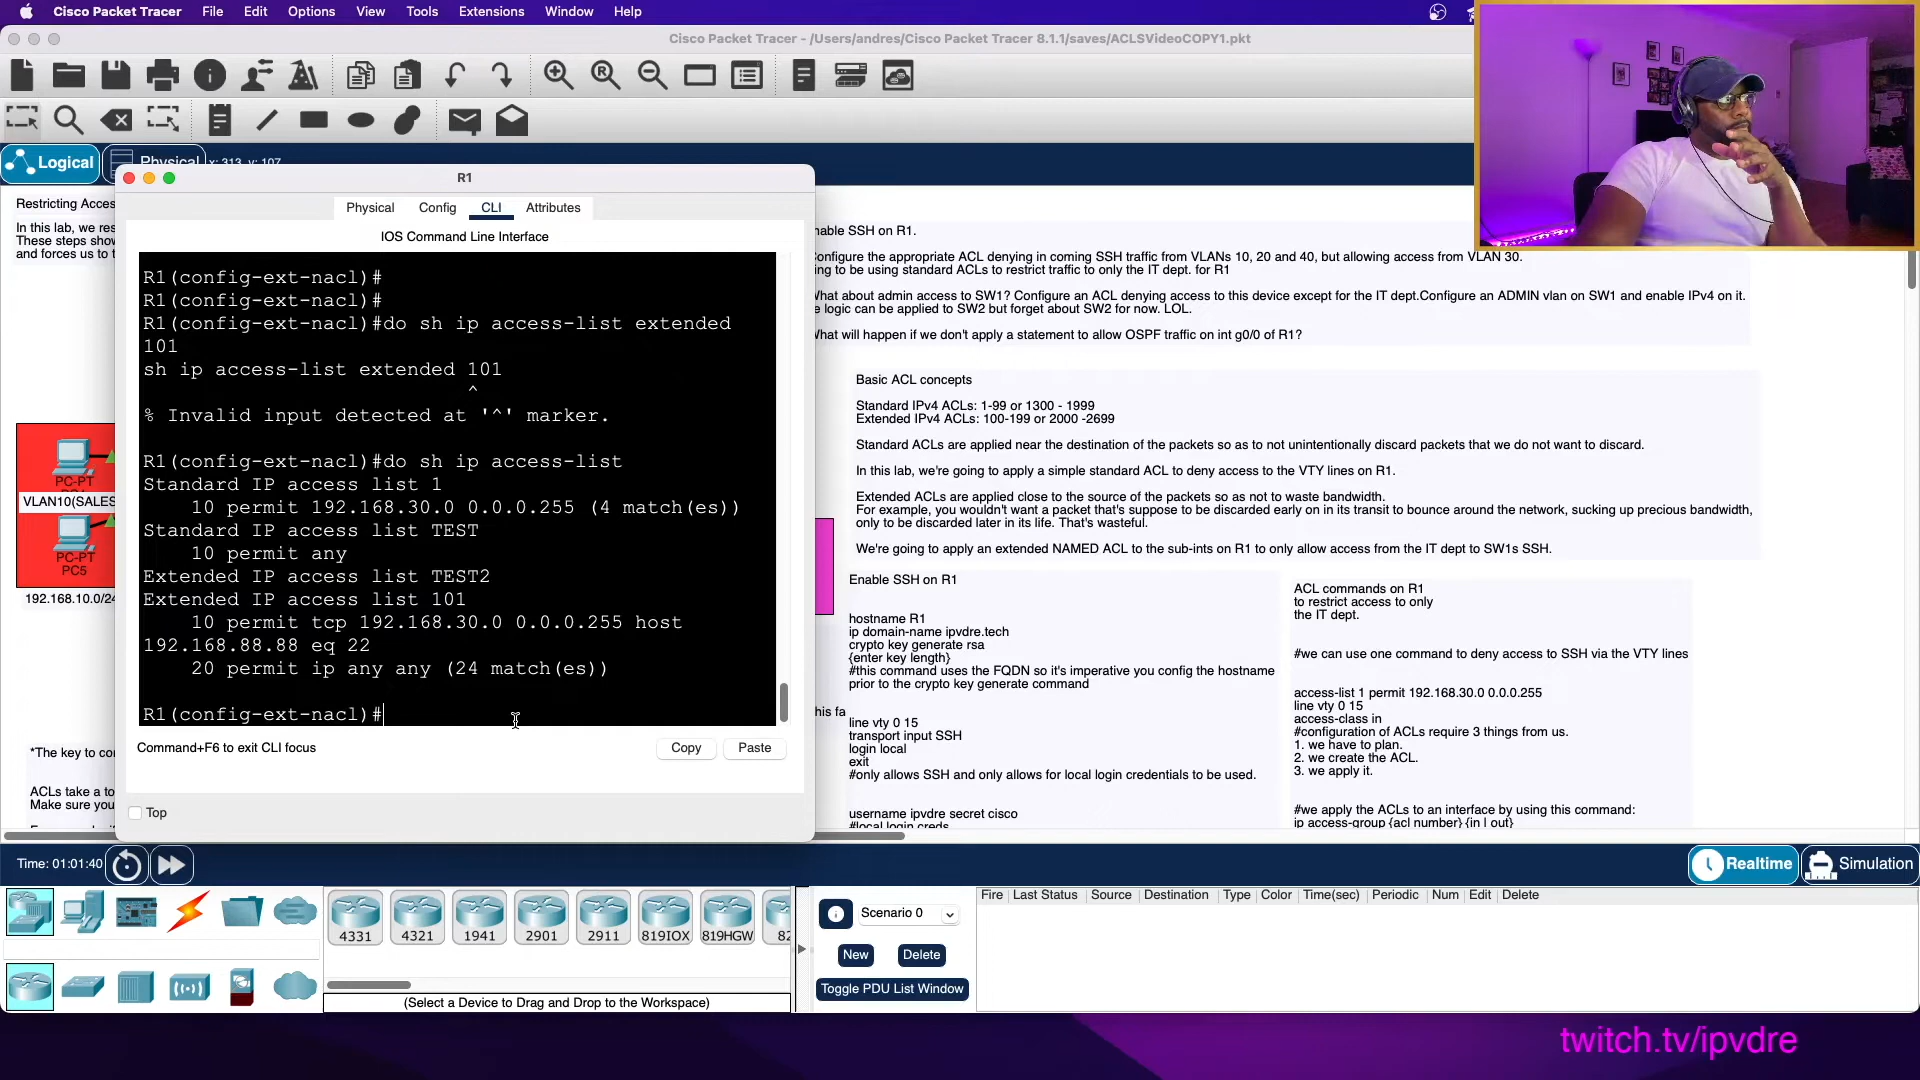 Cisco Packet Tracer File Edit Options View Tools Extensions Window Help
Cisco Packet Tracer - /Users/andres/Cisco Packet Tracer 8.1.1/saves/ACLSVideoCOPY1.pkt
Logical
Physical
x: 313, y: 107
R1
Physical Config CLI Attributes
IOS Command Line Interface
R1(config-ext-nacl)#
R1(config-ext-nacl)#
R1(config-ext-nacl)#do sh ip access-list extended
101
sh ip access-list extended 101
^
% Invalid input detected at '^' marker.
R1(config-ext-nacl)#do sh ip access-list
Standard IP access list 1
10 permit 192.168.30.0 0.0.0.255 (4 match(es))
Standard IP access list TEST
10 permit any
Extended IP access list TEST2
Extended IP access list 101
10 permit tcp 192.168.30.0 0.0.0.255 host
192.168.88.88 eq 22
20 permit ip any any (24 match(es))
R1(config-ext-nacl)#
Command+F6 to exit CLI focus
Copy
Paste
Top
Restricting Acces
In this lab, we res
These steps show
and forces us to t
PC-PT
VLAN10(SALES
PC-PT
PC5
192.168.10.0/24
*The key to con
ACLs take a to
Make sure you
nable SSH on R1.
onfigure the appropriate ACL denying in coming SSH traffic from VLANs 10, 20 and 40, but allowing access from VLAN 30.
ing to be using standard ACLs to restrict traffic to only the IT dept. for R1
hat about admin access to SW1? Configure an ACL denying access to this device except for the IT dept.Configure an ADMIN vlan on SW1 and enable IPv4 on it.
e logic can be applied to SW2 but forget about SW2 for now. LOL.
hat will happen if we don't apply a statement to allow OSPF traffic on int g0/0 of R1?
Basic ACL concepts
Standard IPv4 ACLs: 1-99 or 1300 - 1999
Extended IPv4 ACLs: 100-199 or 2000 -2699
Standard ACLs are applied near the destination of the packets so as to not unintentionally discard packets that we do not want to discard.
In this lab, we're going to apply a simple standard ACL to deny access to the VTY lines on R1.
Extended ACLs are applied close to the source of the packets so as not to waste bandwidth.
For example, you wouldn't want a packet that's suppose to be discarded early on in its transit to bounce around the network, sucking up precious bandwidth,
only to be discarded later in its life. That's wasteful.
We're going to apply an extended NAMED ACL to the sub-ints on R1 to only allow access from the IT dept to SW1s SSH.
Enable SSH on R1
hostname R1
ip domain-name ipvdre.tech
crypto key generate rsa
{enter key length}
#this command uses the FQDN so it's imperative you config the hostname
prior to the crypto key generate command
his fa
line vty 0 15
transport input SSH
login local
exit
#only allows SSH and only allows for local login credentials to be used.
username ipvdre secret cisco
#local login creds
ACL commands on R1
to restrict access to only
the IT dept.
#we can use one command to deny access to SSH via the VTY lines
access-list 1 permit 192.168.30.0 0.0.0.255
line vty 0 15
access-class in
#configuration of ACLs require 3 things from us.
1. we have to plan.
2. we create the ACL.
3. we apply it.
#we apply the ACLs to an interface by using this command:
ip access-group {acl number} {in | out}
Time: 01:01:40
Realtime
Simulation
4331 4321 1941 2901 2911 819IOX 819HGW 82
(Select a Device to Drag and Drop to the Workspace)
Scenario 0
New
Delete
Toggle PDU List Window
Fire Last Status Source Destination Type Color Time(sec) Periodic Num Edit Delete
twitch.tv/ipvdre